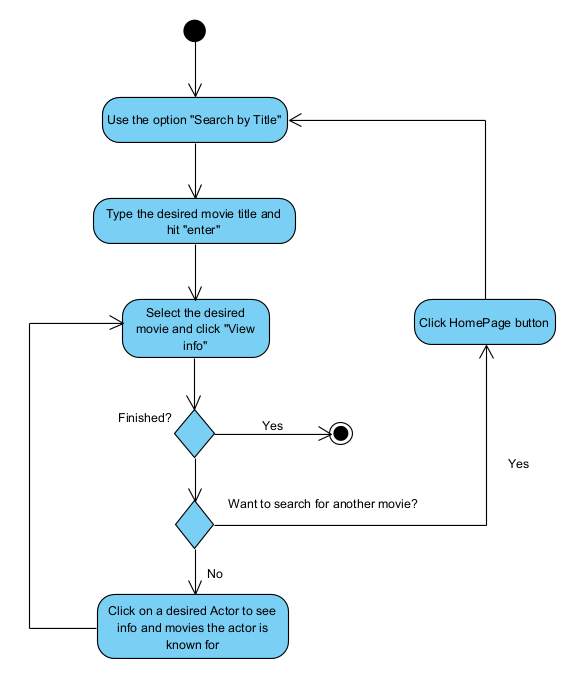 Use the option "Search by Title"
Type the desired movie title and
hit "enter"
Select the desired
movie and click "View
info"
Click HomePage button
Finished?
Yes
Yes
Want to search for another movie?
No
Click on a desired Actor to see
info and movies the actor is
known for